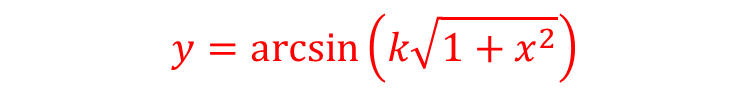 y = arcsin(k√(1 + x²))